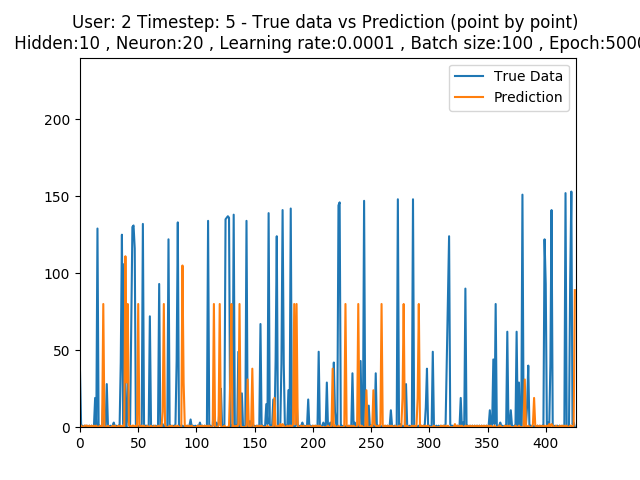 User: 2 Timestep: 5 - True data vs Prediction (point by point)
Hidden:10 , Neuron:20 , Learning rate:0.0001 , Batch size:100 , Epoch:5000
True Data
Prediction
200
150
100
50
0
0 50 100 150 200 250 300 350 400